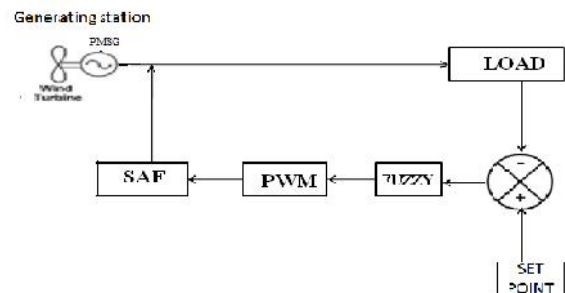 Generating station
PMSG
Wind
Turbine
LOAD
SAF
PWM
FUZZY
-
+
SET
POINT